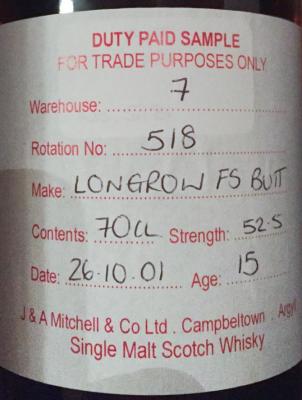 DUTY PAID SAMPLE
FOR TRADE PURPOSES ONLY
Warehouse: 7
Rotation No: 518
Make: LONGROW FS BUTT
Contents: 70CL Strength: 52.5
Date: 26.10.01 Age: 15
J & A Mitchell & Co Ltd . Campbeltown . Argyll
Single Malt Scotch Whisky